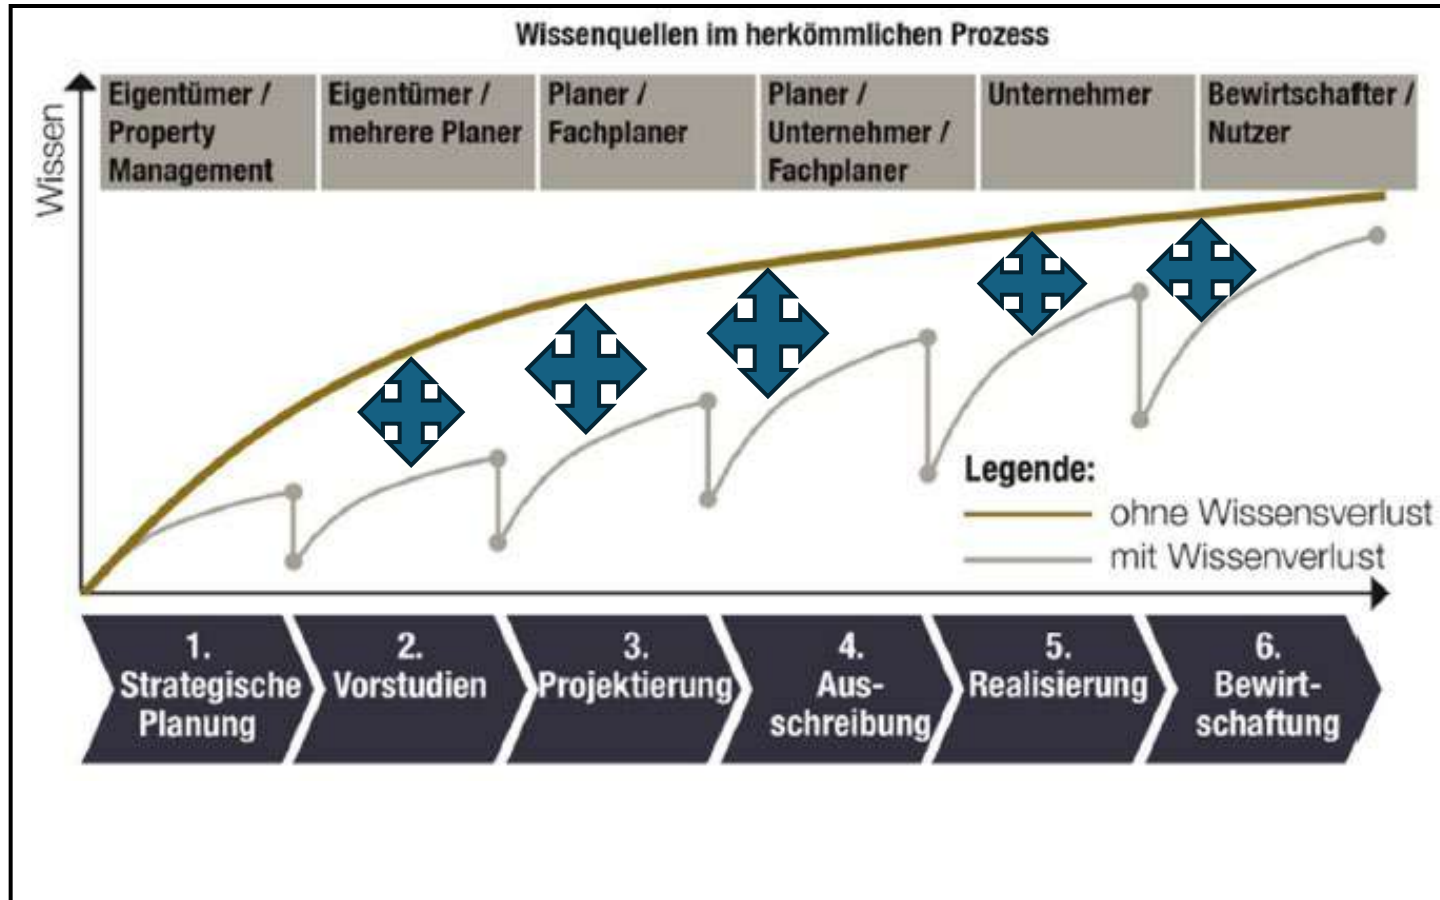 Wissenquellen im herkömmlichen Prozess
Eigentümer /
Property
Management
Eigentümer /
mehrere Planer
Planer /
Fachplaner
Planer /
Unternehmer /
Fachplaner
Unternehmer
Bewirtschafter /
Nutzer
Wissen
Legende:
ohne Wissensverlust
mit Wissenverlust
1.
Strategische
Planung
2.
Vorstudien
3.
Projektierung
4.
Aus-
schreibung
5.
Realisierung
6.
Bewirt-
schaftung